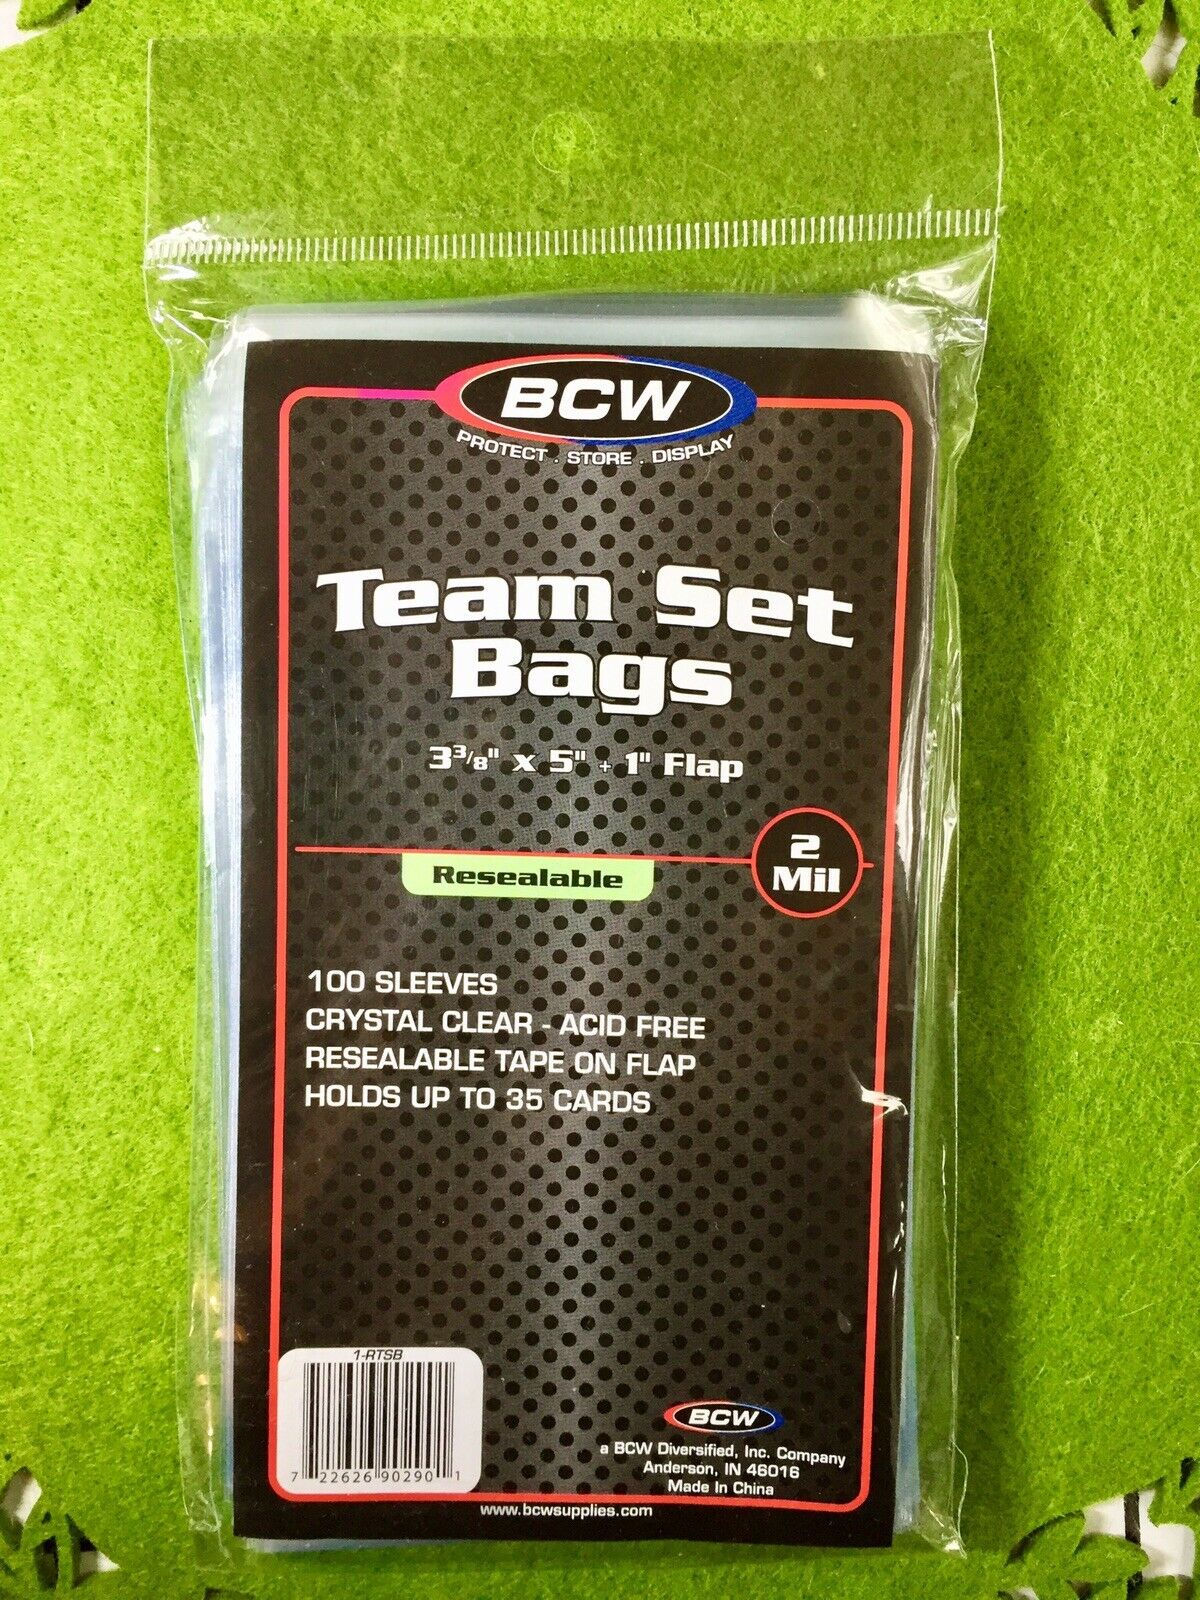 BCW
PROTECT . STORE . DISPLAY
Team Set
Bags
3 3/8" x 5" + 1" Flap
2
Mil
Resealable
100 SLEEVES
CRYSTAL CLEAR - ACID FREE
RESEALABLE TAPE ON FLAP
HOLDS UP TO 35 CARDS
1-RTSB
7 22626 90290 1
BCW
a BCW Diversified, Inc. Company
Anderson, IN 46016
Made In China
www.bcwsupplies.com